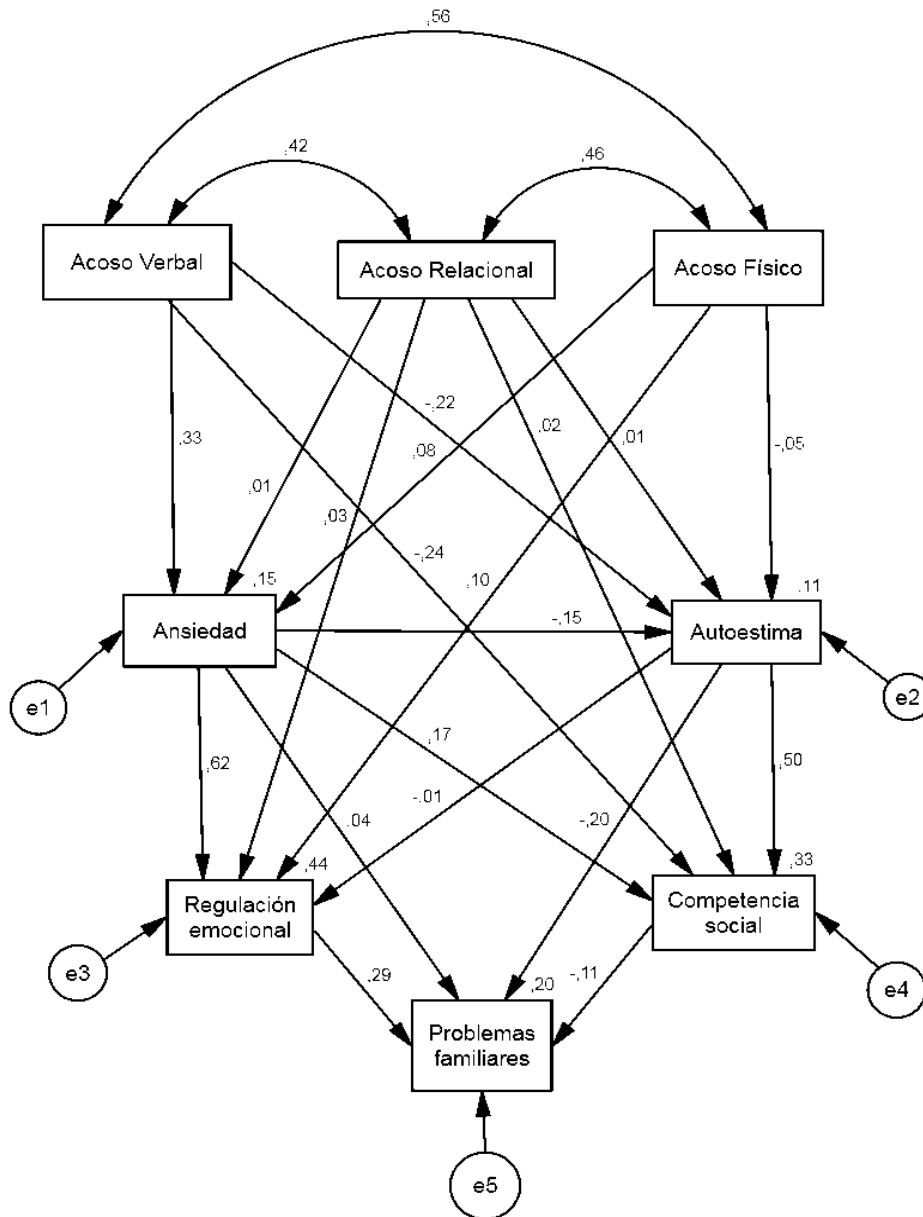 ,56
,42
,46
Acoso Verbal
Acoso Relacional
Acoso Físico
-,22
,02
,01
,33
,08
-,05
,01
,03
-,24
,10
,15
.11
Ansiedad
-,15
Autoestima
e1
e2
,17
,62
,50
-.01
.04
-,20
,44
,33
Regulación
emocional
Competencia
social
e3
,29
,20
-,11
e4
Problemas
familiares
e5